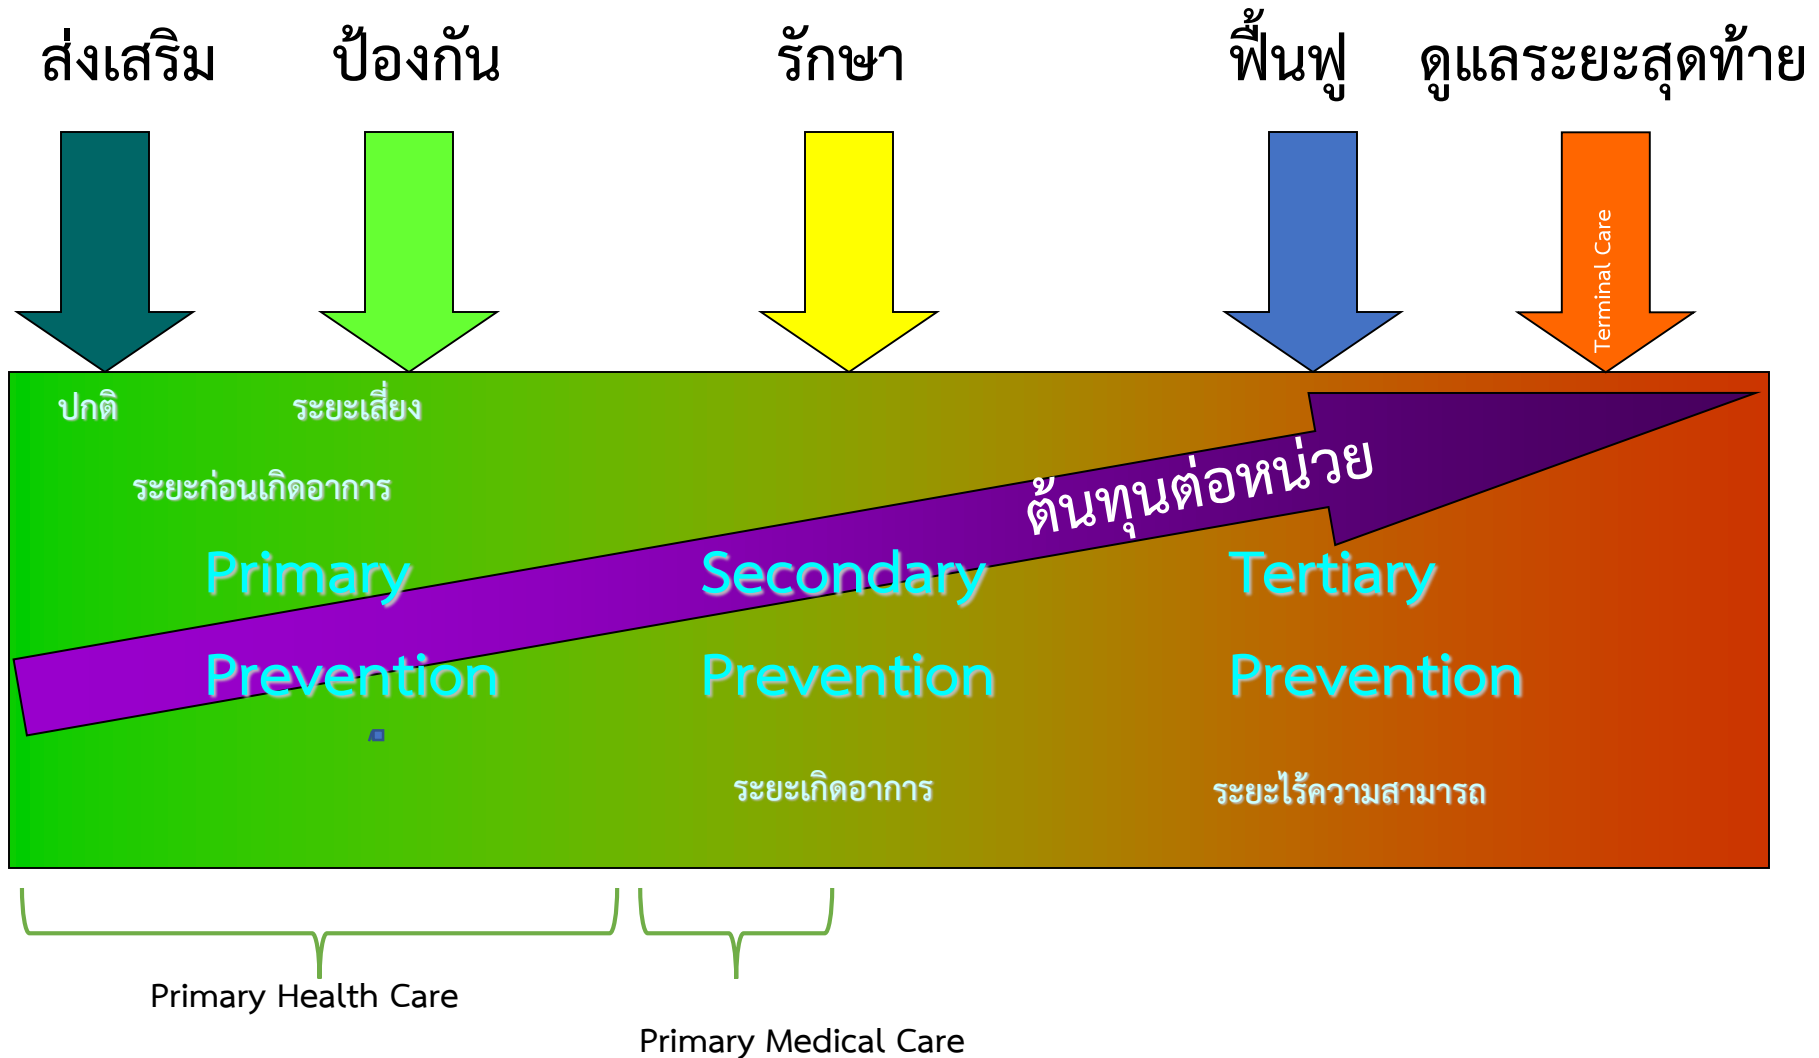 ส่งเสริม ป้องกัน รักษา ฟื้นฟู ดูแลระยะสุดท้าย
Terminal Care
ปกติ ระยะเสี่ยง
ระยะก่อนเกิดอาการ
ต้นทุนต่อหน่วย
Primary Secondary Tertiary
Prevention Prevention Prevention
ระยะเกิดอาการ ระยะไร้ความสามารถ
Primary Health Care
Primary Medical Care